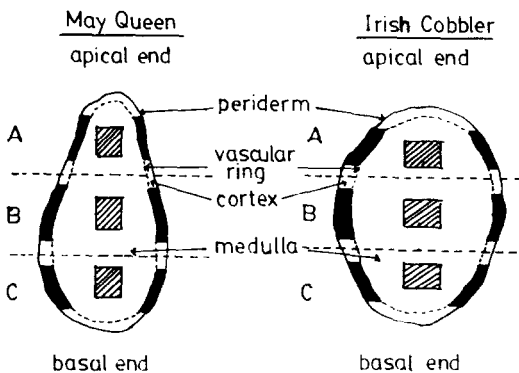 May Queen
apical end
Irish Cobbler
apical end
periderm
A
A
vascular
ring
cortex
B
B
medulla
C
C
basal end
basal end